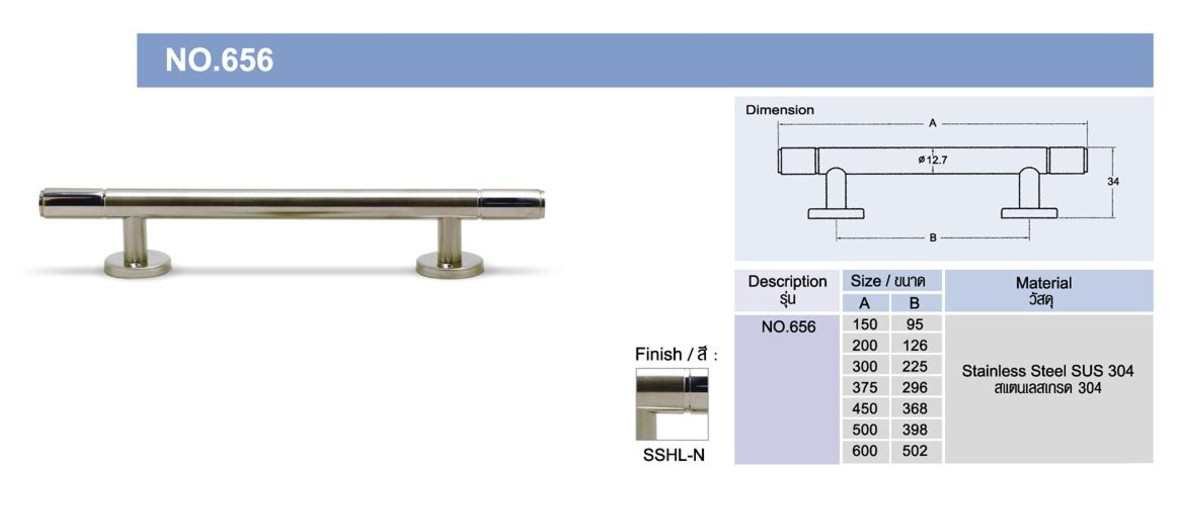 NO.656
Dimension
A
ø12.7
34
B
Description
รุ่น
Size / ขนาด
A B
Material
วัสดุ
NO.656
150 95
200 126
300 225
375 296
450 368
500 398
600 502
Stainless Steel SUS 304
สแตนเลสเกรด 304
Finish / สี :
SSHL-N